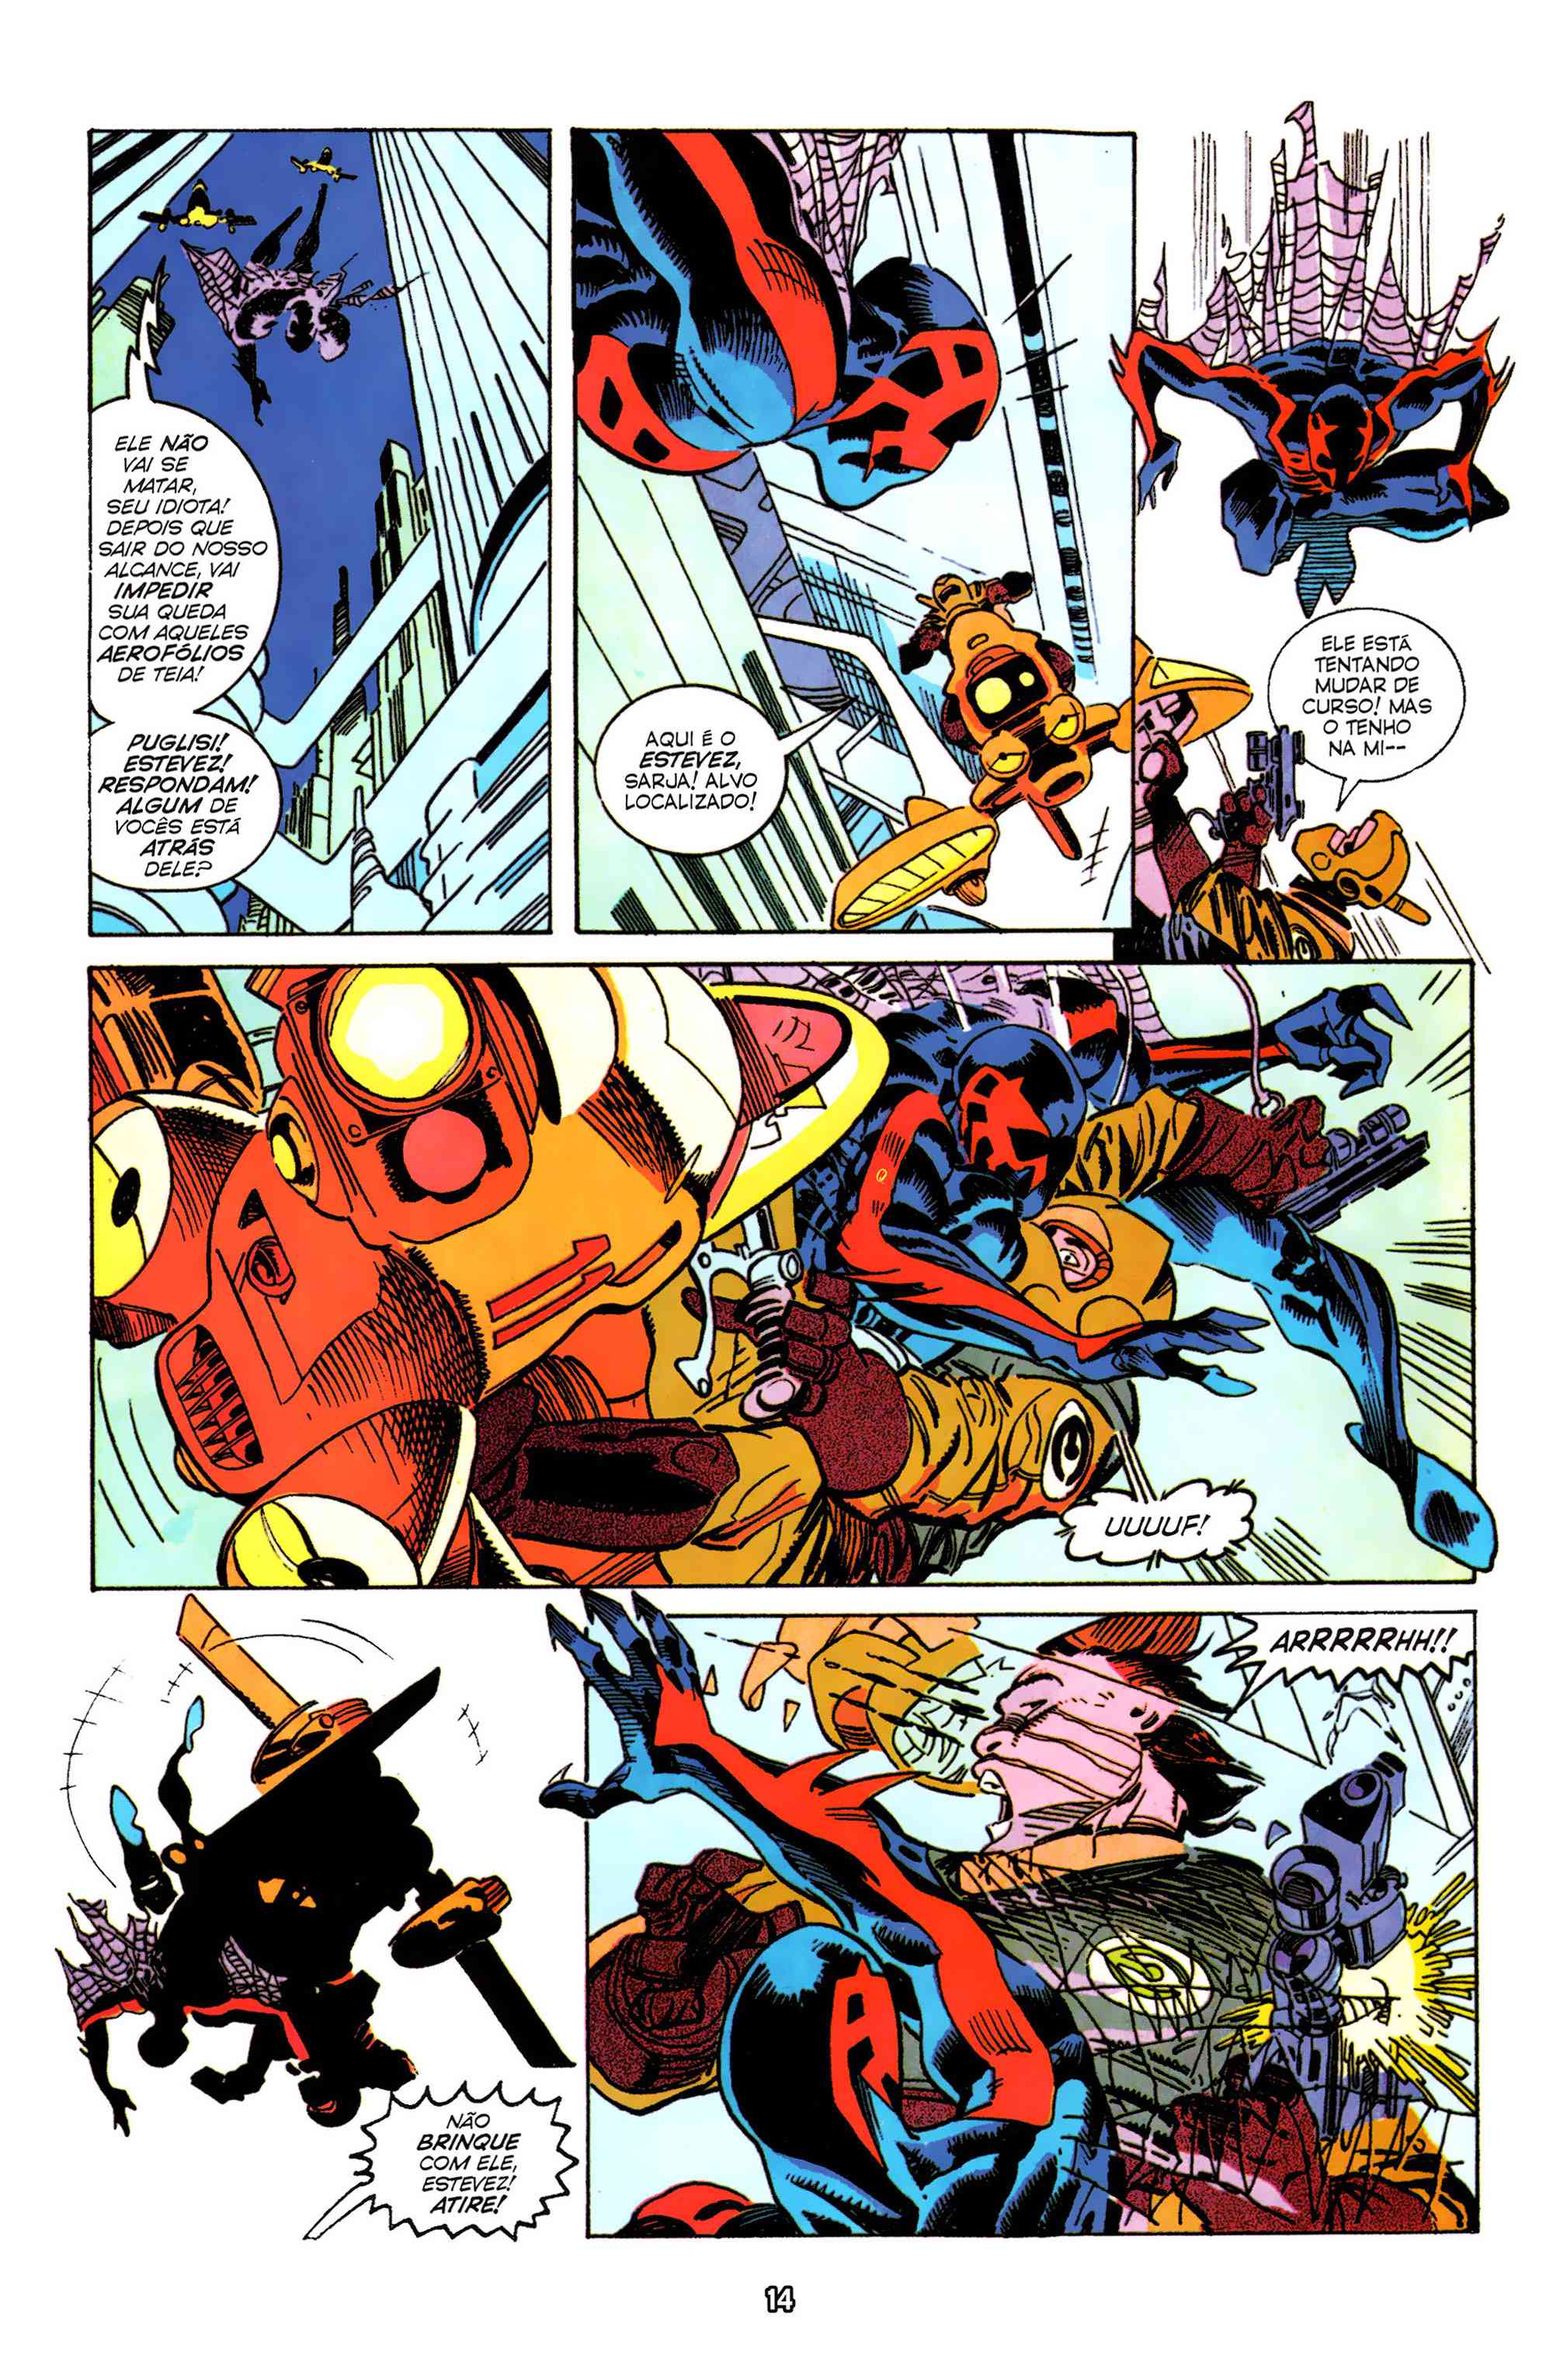 ELE NÃO
VAI SE
MATAR,
SEU IDIOTA!
DEPOIS QUE
SAIR DO NOSSO
ALCANCE, VAI
IMPEDIR
SUA QUEDA
COM AQUELES
AEROFÓLIOS
DE TEIA!
PUGLISI!
ESTEVEZ!
RESPONDAM!
ALGUM DE
VOCÊS ESTÁ
ATRÁS
DELE?
AQUI É O
ESTEVEZ,
SARJA! ALVO
LOCALIZADO!
ELE ESTÁ
TENTANDO
MUDAR DE
CURSO! MAS
O TENHO
NA MI--
UUUUF!
NÃO
BRINQUE
COM ELE,
ESTEVEZ!
ATIRE!
ARRRRRHH!!
14